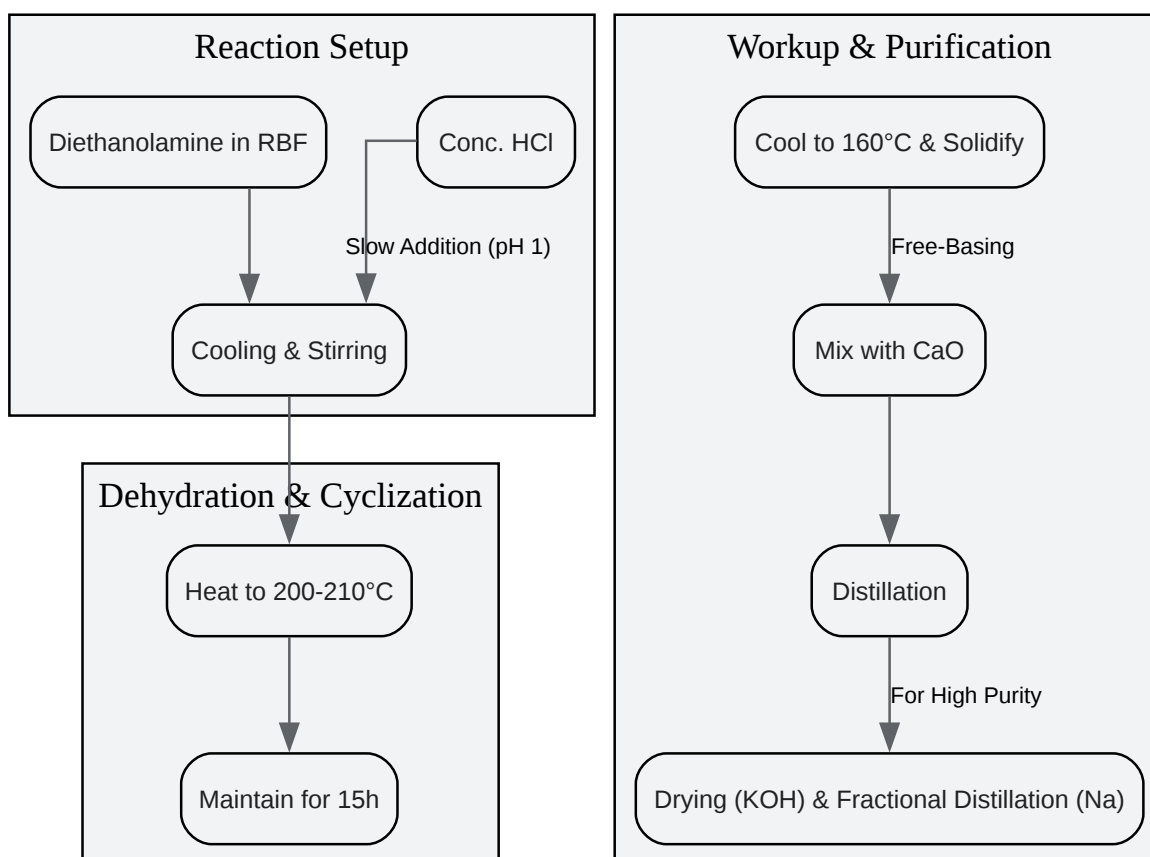 Reaction Setup
Diethanolamine in RBF
Conc. HCl
Slow Addition (pH 1)
Cooling & Stirring
Dehydration & Cyclization
Heat to 200-210°C
Maintain for 15h
Workup & Purification
Cool to 160°C & Solidify
Free-Basing
Mix with CaO
Distillation
For High Purity
Drying (KOH) & Fractional Distillation (Na)